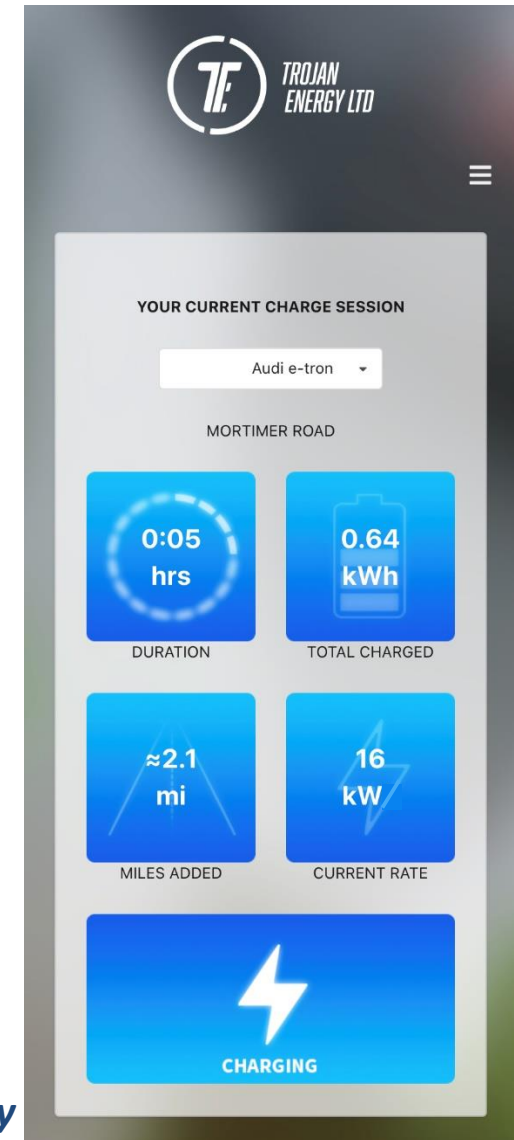 TE
TROJAN
ENERGY LTD
YOUR CURRENT CHARGE SESSION
Audi e-tron
MORTIMER ROAD
0:05
hrs
0.64
kWh
DURATION
TOTAL CHARGED
≈2.1
mi
16
kW
MILES ADDED
CURRENT RATE
CHARGING
y